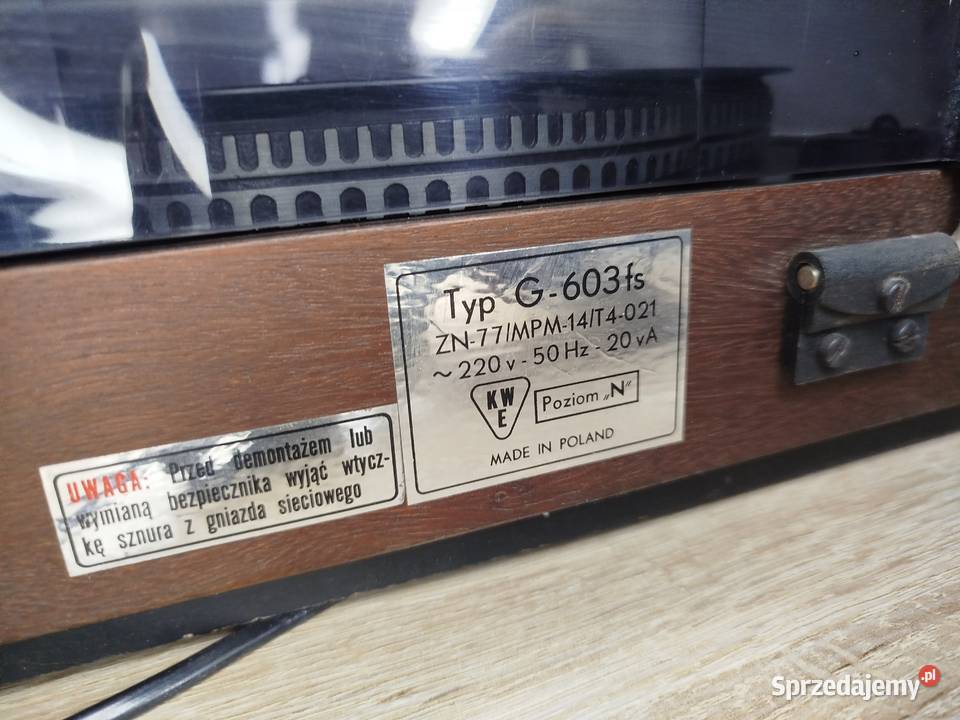 Typ G-603fs
ZN-77/MPM-14/T4-021
~ 220 v - 50 Hz - 20 vA
KW
E
Poziom „N"
MADE IN POLAND
UWAGA: Przed demontażem lub
wymianą bezpiecznika wyjąć wtycz-
kę sznura z gniazda sieciowego
Sprzedajemy.pl